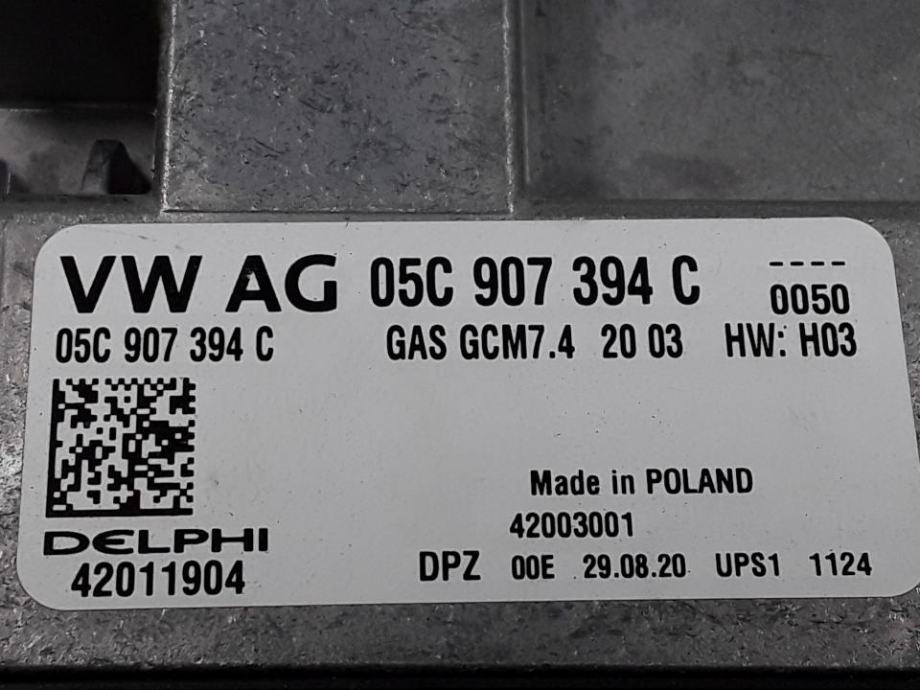 VW AG 05C 907 394 C ----
0050
05C 907 394 C GAS GCM7.4 20 03 HW: H03
Made in POLAND
42003001
DELPHI
42011904
DPZ 00E 29.08.20 UPS1 1124